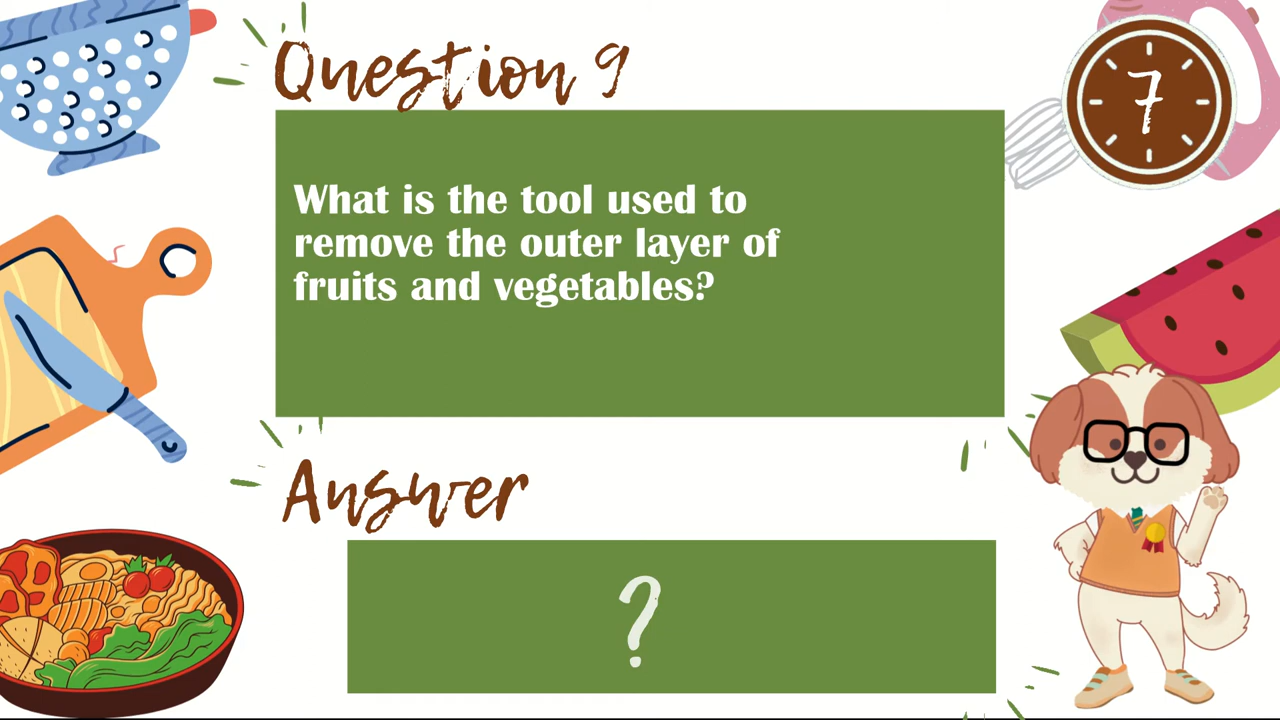 Question 9
7
What is the tool used to
remove the outer layer of
fruits and vegetables?
Answer
?